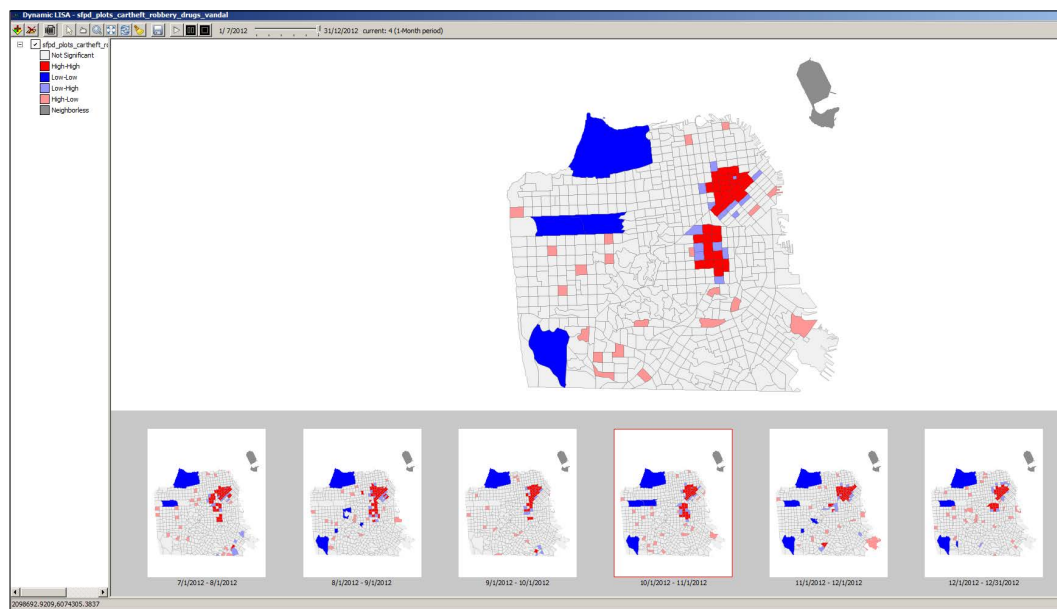 Dynamic LISA - sfpd_plots_cartheft_robbery_drugs_vandal
1/ 7/2012 31/12/2012 current: 4 (1-Month period)
sfpd_plots_cartheft_r
Not Significant
High-High
Low-Low
Low-High
High-Low
Neighborless
7/1/2012 - 8/1/2012 8/1/2012 - 9/1/2012 9/1/2012 - 10/1/2012 10/1/2012 - 11/1/2012 11/1/2012 - 12/1/2012 12/1/2012 - 12/31/2012
2098692.9209,6074305.3837